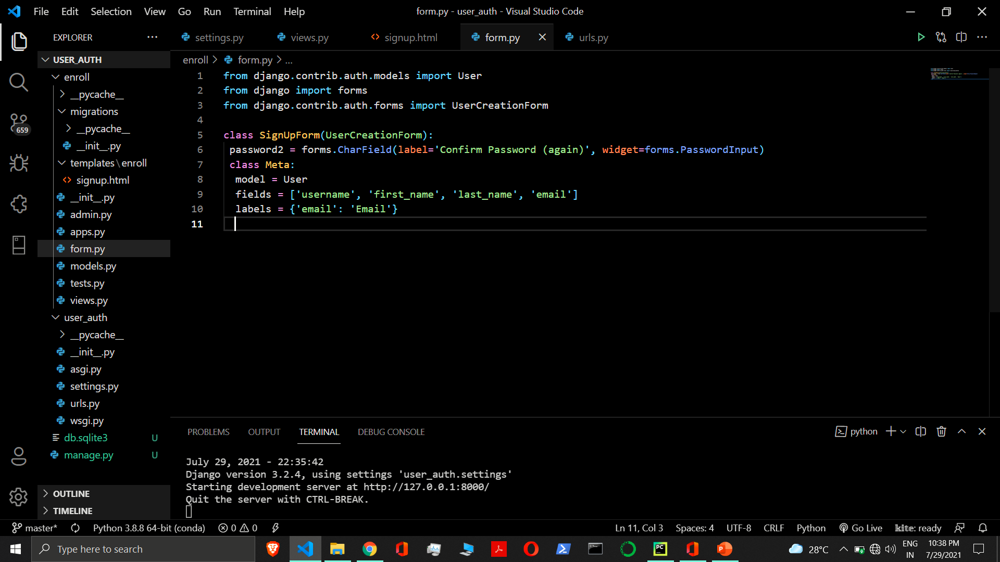 File Edit Selection View Go Run Terminal Help
form.py - user_auth - Visual Studio Code
EXPLORER
settings.py views.py signup.html form.py urls.py
USER_AUTH
enroll > form.py > ...
enroll
__pycache__
migrations
__pycache__
__init__.py
templates\enroll
signup.html
__init__.py
admin.py
apps.py
form.py
models.py
tests.py
views.py
user_auth
__pycache__
__init__.py
asgi.py
settings.py
urls.py
wsgi.py
db.sqlite3 U
manage.py U
OUTLINE
TIMELINE
659
1 from django.contrib.auth.models import User
2 from django import forms
3 from django.contrib.auth.forms import UserCreationForm
4
5 class SignUpForm(UserCreationForm):
6 password2 = forms.CharField(label='Confirm Password (again)', widget=forms.PasswordInput)
7 class Meta:
8 model = User
9 fields = ['username', 'first_name', 'last_name', 'email']
10 labels = {'email': 'Email'}
11
PROBLEMS OUTPUT TERMINAL DEBUG CONSOLE
python
July 29, 2021 - 22:35:42
Django version 3.2.4, using settings 'user_auth.settings'
Starting development server at http://127.0.0.1:8000/
Quit the server with CTRL-BREAK.
master* Python 3.8.8 64-bit (conda) 0 0
Ln 11, Col 3 Spaces: 4 UTF-8 CRLF Python Go Live kite: ready
Type here to search
PC
28°C
ENG
IN
10:38 PM
7/29/2021